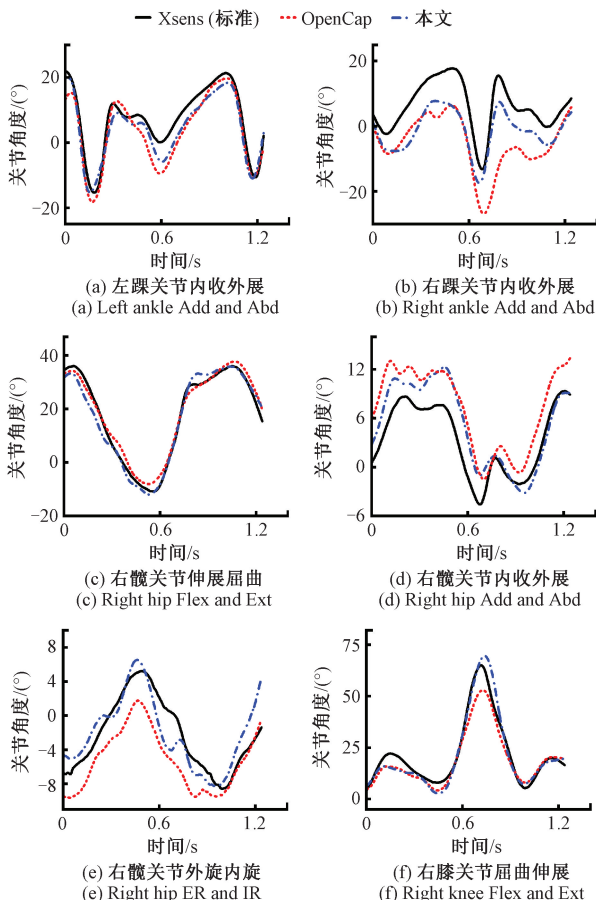 Xsens (标准) OpenCap 本文
关节角度/(°)
20
0
−20
0 0.6 1.2
时间/s
(a) 左踝关节内收外展
(a) Left ankle Add and Abd
关节角度/(°)
20
0
−20
0 0.6 1.2
时间/s
(b) 右踝关节内收外展
(b) Right ankle Add and Abd
关节角度/(°)
40
20
0
−20
0 0.6 1.2
时间/s
(c) 右髋关节伸展屈曲
(c) Right hip Flex and Ext
关节角度/(°)
12
6
0
−6
0 0.6 1.2
时间/s
(d) 右髋关节内收外展
(d) Right hip Add and Abd
关节角度/(°)
8
4
0
−4
−8
0 0.6 1.2
时间/s
(e) 右髋关节外旋内旋
(e) Right hip ER and IR
关节角度/(°)
75
50
25
0
0 0.6 1.2
时间/s
(f) 右膝关节屈曲伸展
(f) Right knee Flex and Ext